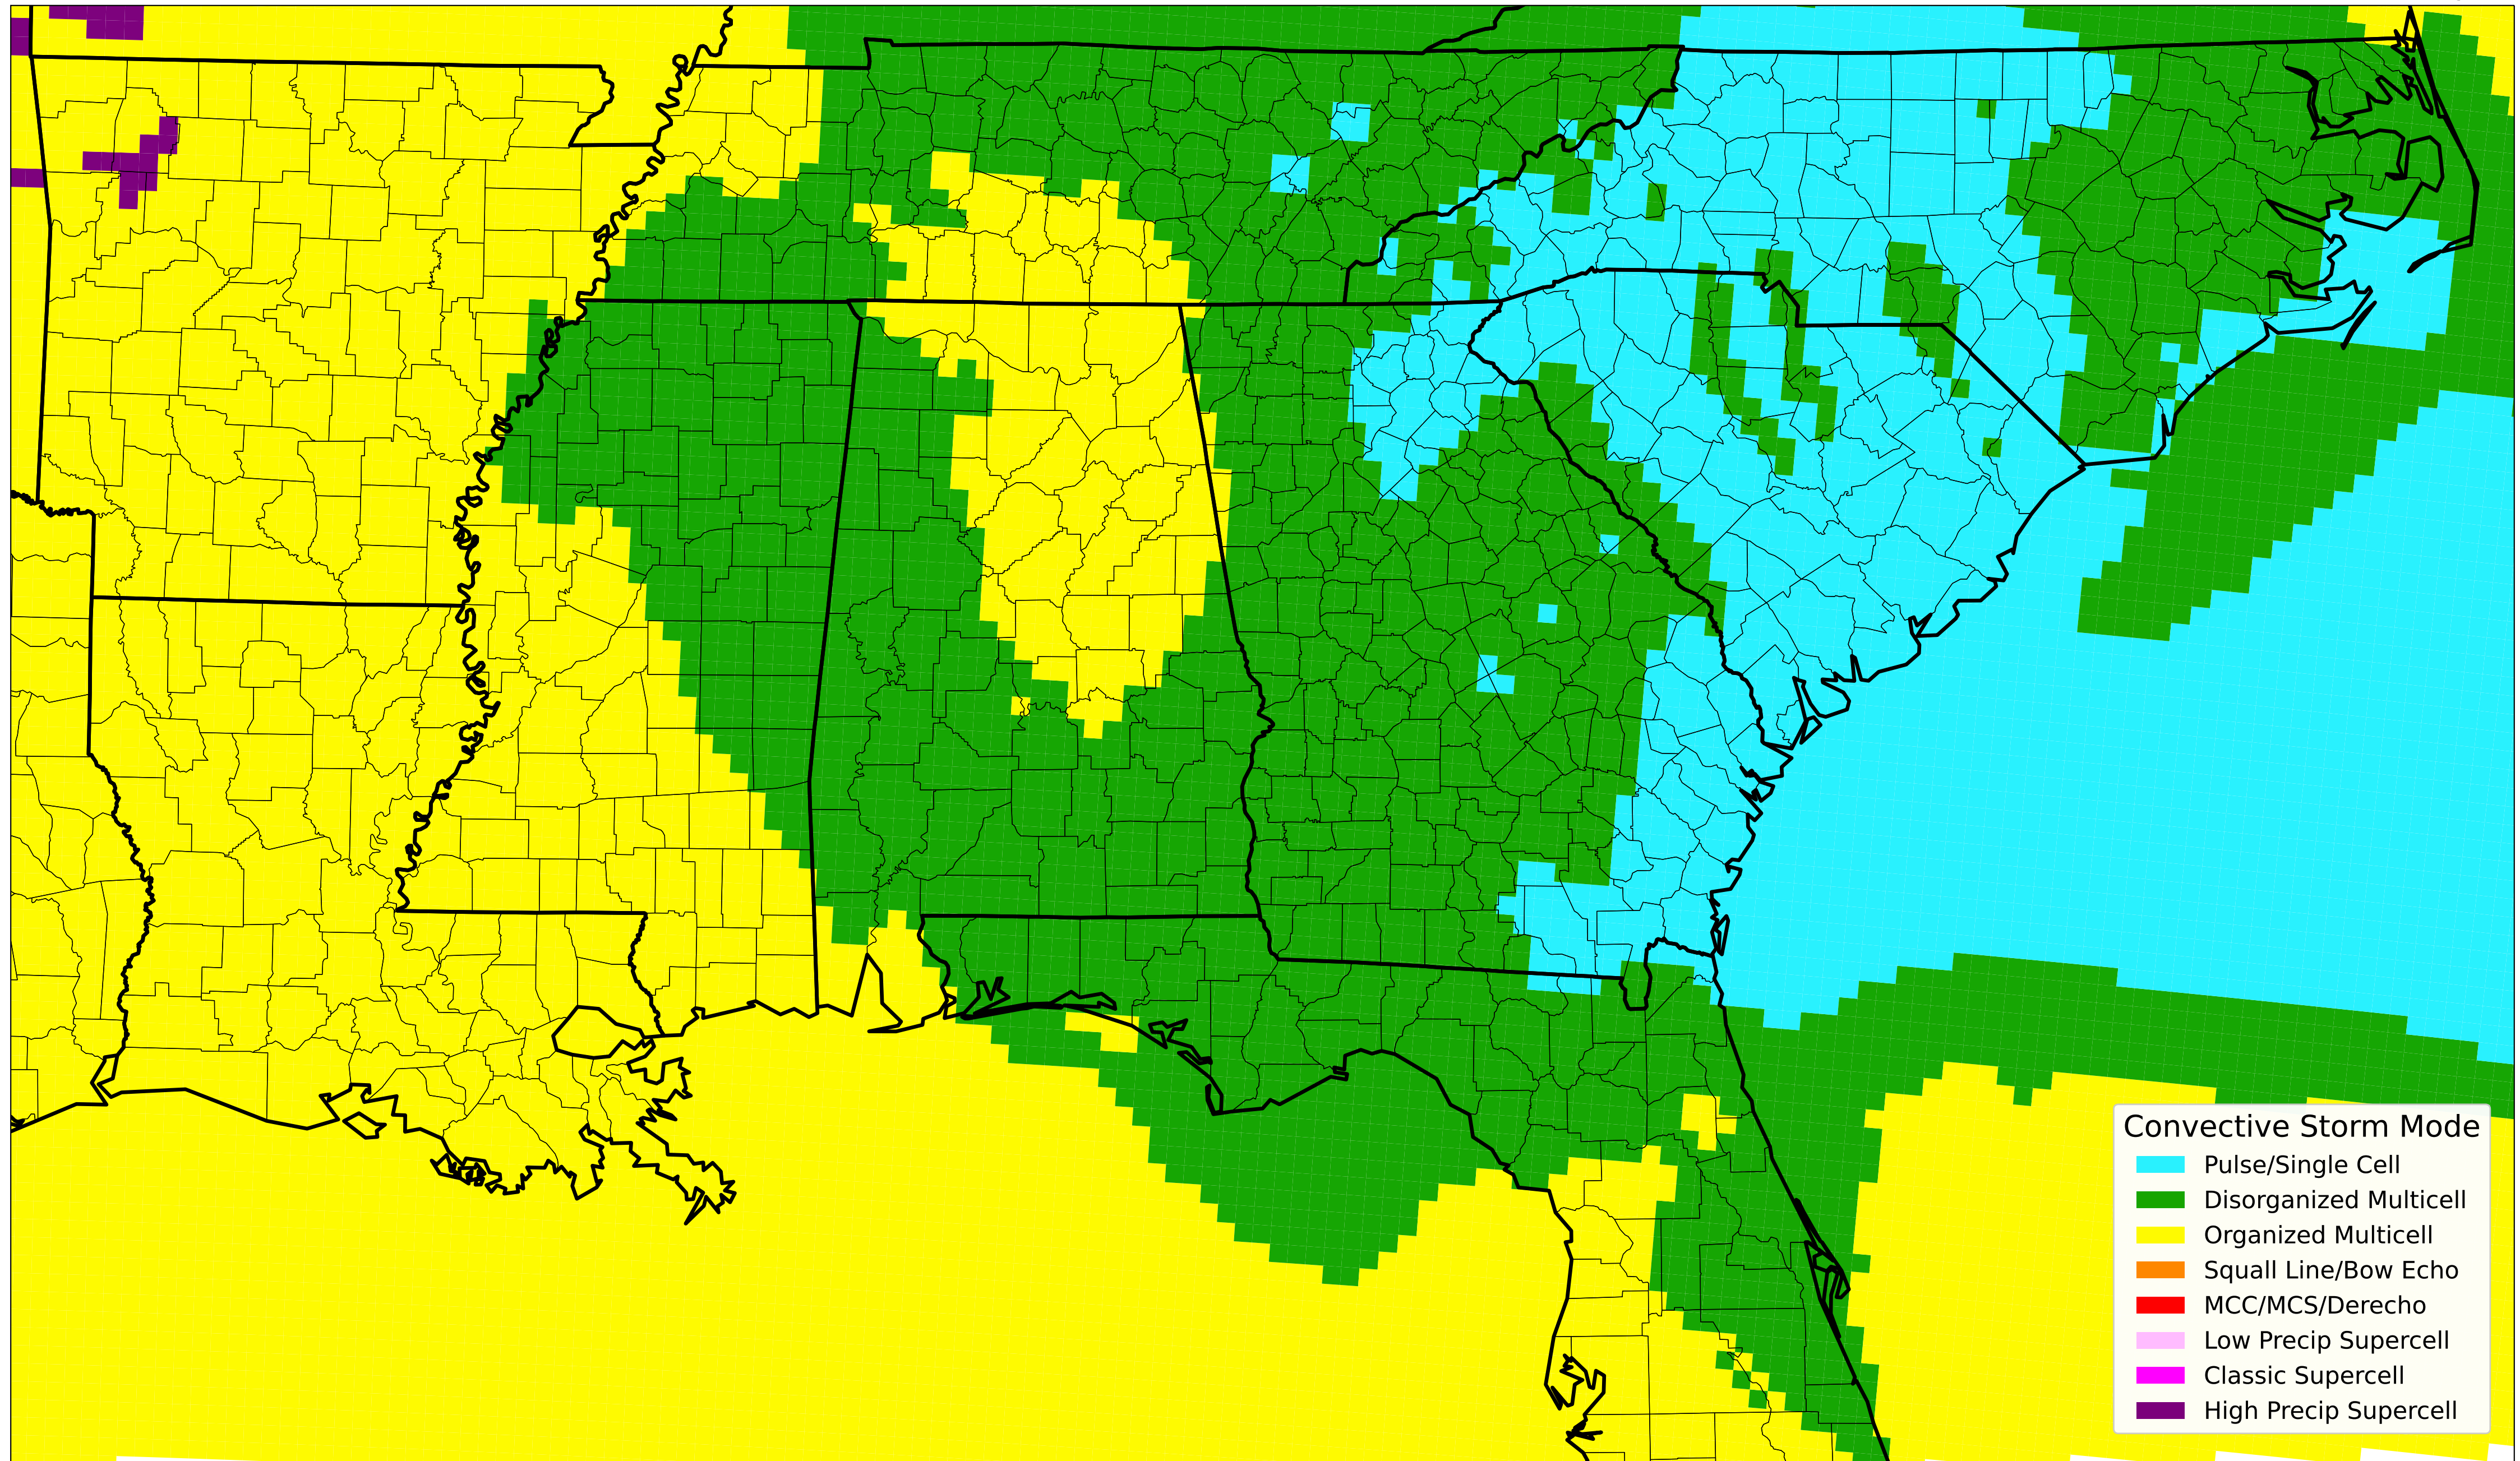 Convective Storm Mode
Pulse/Single Cell
Disorganized Multicell
Organized Multicell
Squall Line/Bow Echo
MCC/MCS/Derecho
Low Precip Supercell
Classic Supercell
High Precip Supercell